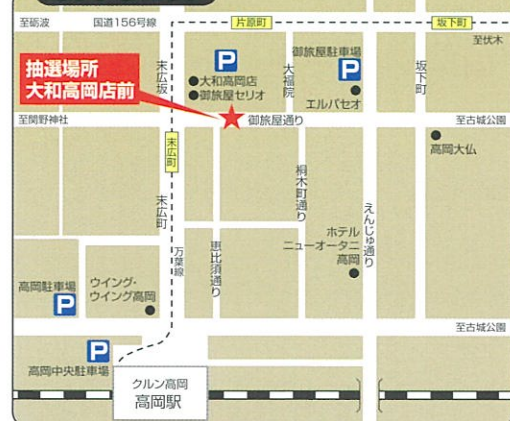 至砺波
国道156号線
片原町
坂下町
至伏木
抽選場所
大和高岡店前
末広坂
P
●大和高岡店
●御旅屋セリオ
大福院
御旅屋駐車場
P
エルパセオ
坂下町
至関野神社
御旅屋通り
至古城公園
高岡大仏
末広町
末広町
桐木町通り
えんじゅ通り
ホテル
ニューオータニ
高岡
万葉線
恵比須通り
高岡駐車場
P
ウイング・
ウイング高岡
至古城公園
P
高岡中央駐車場
クルン高岡
高岡駅